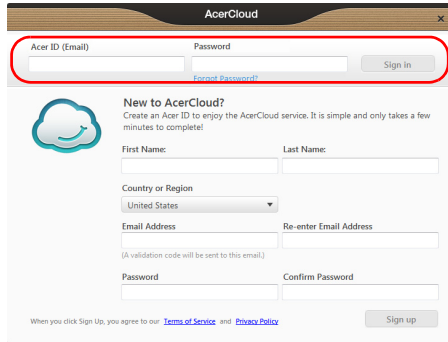 AcerCloud
×
Acer ID (Email) Password
Sign in
Forgot Password?
New to AcerCloud?
Create an Acer ID to enjoy the AcerCloud service. It is simple and only takes a few
minutes to complete!
First Name: Last Name:
Country or Region
United States
Email Address Re-enter Email Address
(A validation code will be sent to this email.)
Password Confirm Password
When you click Sign Up, you agree to our Terms of Service and Privacy Policy
Sign up